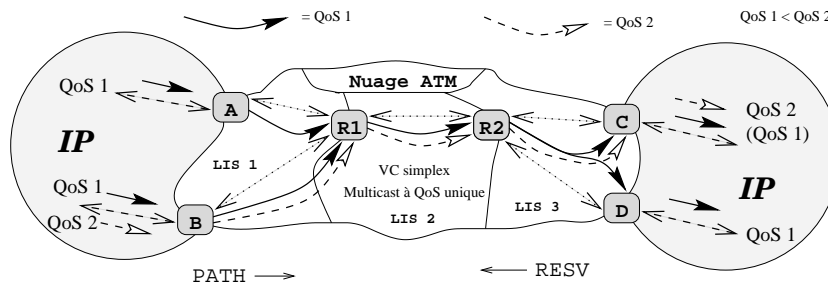 = QoS 1
= QoS 2
QoS 1 < QoS 2
Nuage ATM
QoS 1
A
R1
R2
C
QoS 2
(QoS 1)
IP
LIS 1
VC simplex
Multicast à QoS unique
IP
QoS 1
QoS 2
B
LIS 2
LIS 3
D
QoS 1
PATH
RESV